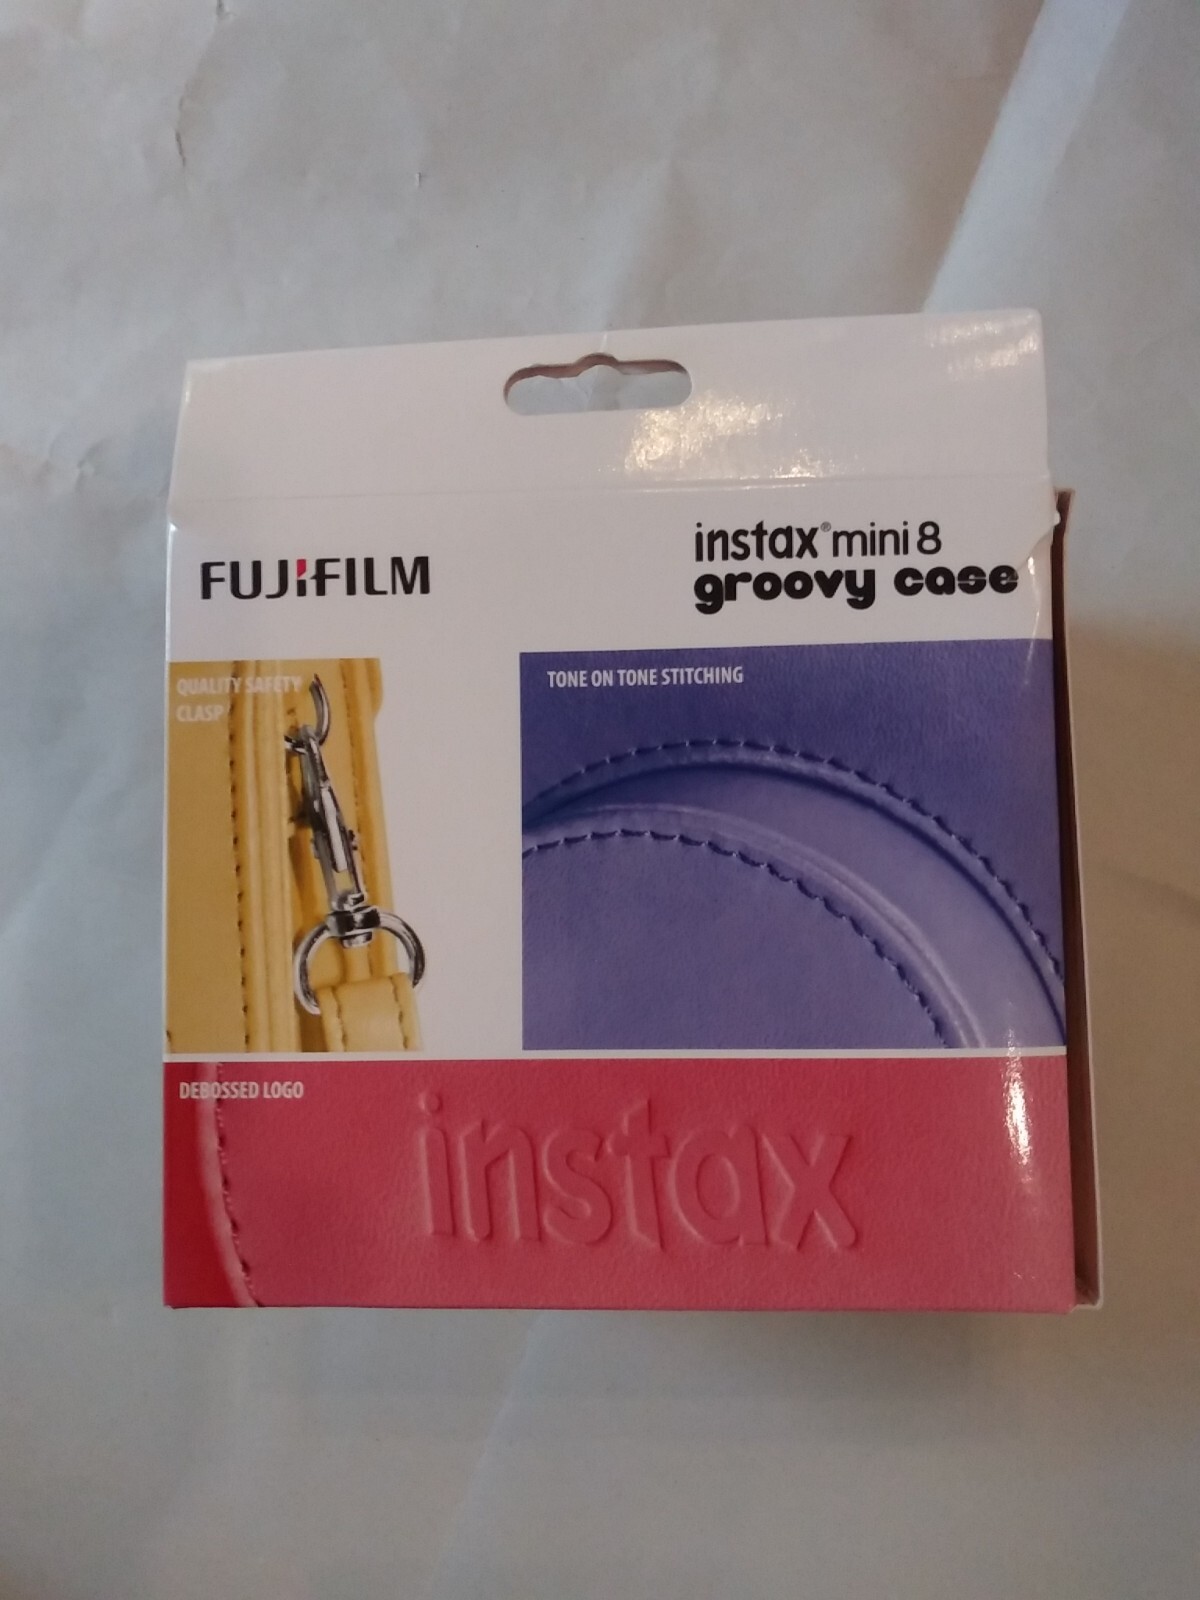 FUJIFILM
instax® mini 8
groovy case
QUALITY SAFETY
CLASP
TONE ON TONE STITCHING
DEBOSSED LOGO
instax